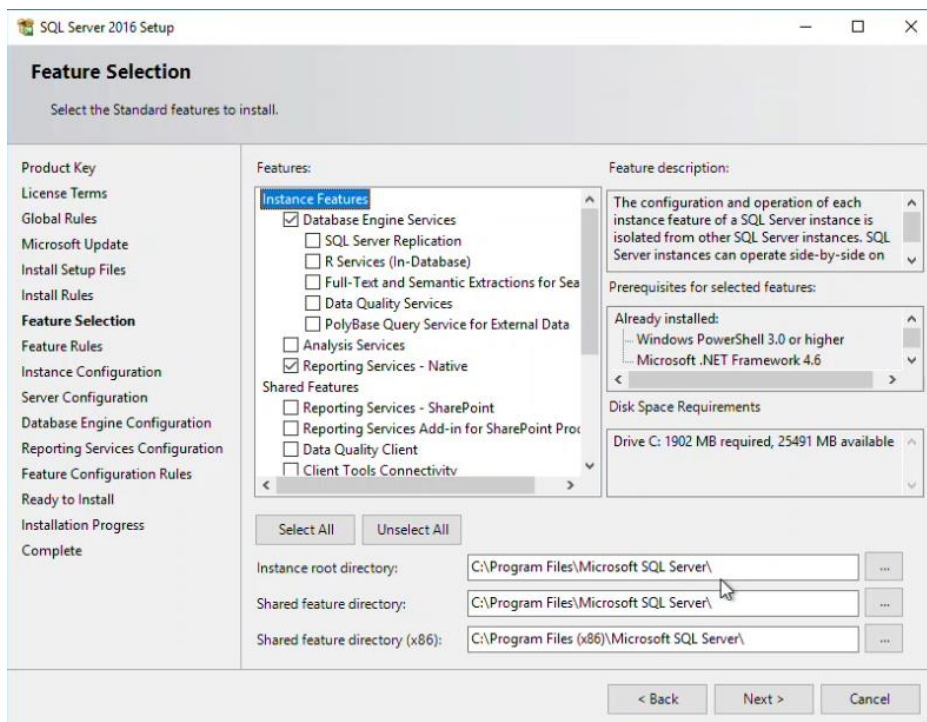 SQL Server 2016 Setup
Feature Selection
Select the Standard features to install.
Product Key
License Terms
Global Rules
Microsoft Update
Install Setup Files
Install Rules
Feature Selection
Feature Rules
Instance Configuration
Server Configuration
Database Engine Configuration
Reporting Services Configuration
Feature Configuration Rules
Ready to Install
Installation Progress
Complete
Features:
Instance Features
Database Engine Services
SQL Server Replication
R Services (In-Database)
Full-Text and Semantic Extractions for Sea
Data Quality Services
PolyBase Query Service for External Data
Analysis Services
Reporting Services - Native
Shared Features
Reporting Services - SharePoint
Reporting Services Add-in for SharePoint Proc
Data Quality Client
Client Tools Connectivity
Feature description:
The configuration and operation of each
instance feature of a SQL Server instance is
isolated from other SQL Server instances. SQL
Server instances can operate side-by-side on
Prerequisites for selected features:
Already installed:
Windows PowerShell 3.0 or higher
Microsoft .NET Framework 4.6
Disk Space Requirements
Drive C: 1902 MB required, 25491 MB available
Select All
Unselect All
Instance root directory:
C:\Program Files\Microsoft SQL Server\
...
Shared feature directory:
C:\Program Files\Microsoft SQL Server\
...
Shared feature directory (x86):
C:\Program Files (x86)\Microsoft SQL Server\
...
< Back
Next >
Cancel